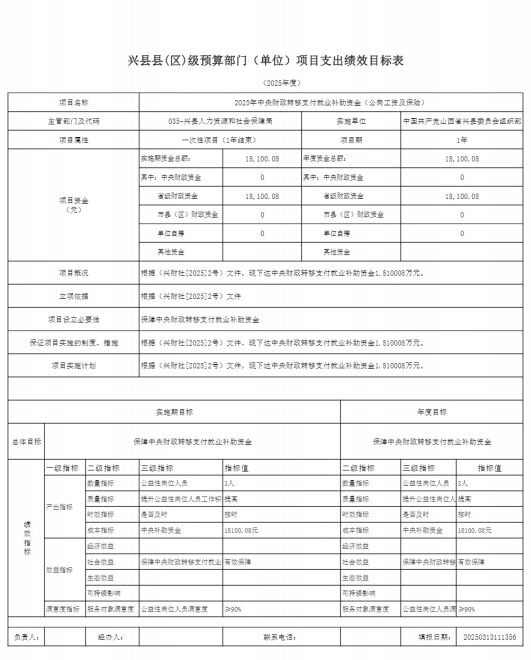 兴县县(区)级预算部门（单位）项目支出绩效目标表
（2025年度）
项目名称 2023年中央财政转移支付就业补助资金（公岗工资及保险）
主管部门及代码 035-兴县人力资源和社会保障局 实施单位 中国共产党山西省兴县委员会组织部
项目属性 一次性项目（1年结束） 项目期 1年
项目资金（元） 实施期资金总额： 18,100.08 年度资金总额： 18,100.08
其中：中央财政资金 0 其中：中央财政资金 0
省级财政资金 18,100.08 省级财政资金 18,100.08
市县（区）财政资金 0 市县（区）财政资金 0
单位自筹 0 单位自筹 0
其他资金 其他资金
项目概况 根据（兴财社[2025]2号）文件，现下达中央财政转移支付就业补助资金1.810008万元。
立项依据 根据（兴财社[2025]2号）文件
项目设立必要性 保障中央财政转移支付就业补助资金
保证项目实施的制度、措施 根据（兴财社[2025]2号）文件，现下达中央财政转移支付就业补助资金1.810008万元。
项目实施计划 根据（兴财社[2025]2号）文件，现下达中央财政转移支付就业补助资金1.810008万元。
实施期目标 年度目标
总体目标 保障中央财政转移支付就业补助资金 保障中央财政转移支付就业补助资金
绩效指标 一级指标 二级指标 三级指标 指标值 二级指标 三级指标 指标值
产出指标 数量指标 公益性岗位人员 3人 数量指标 公益性岗位人员 3人
质量指标 提升公益性岗位人员工作积 提高 质量指标 提升公益性岗位人 提高
时效指标 是否及时 按时 时效指标 是否及时 按时
成本指标 中央补助资金 18100.08元 成本指标 中央补助资金 18100.08元
效益指标 经济效益 经济效益
社会效益 保障中央财政转移支付就业 有效保障 社会效益 保障中央财政转移 有效保障
生态效益 生态效益
可持续影响 可持续影响
满意度指标 服务对象满意度 公益性岗位人员满意度 ≥90% 服务对象满意度 公益性岗位人员满 ≥90%
负责人： 经办人： 联系电话： 填报日期： 20250313111356